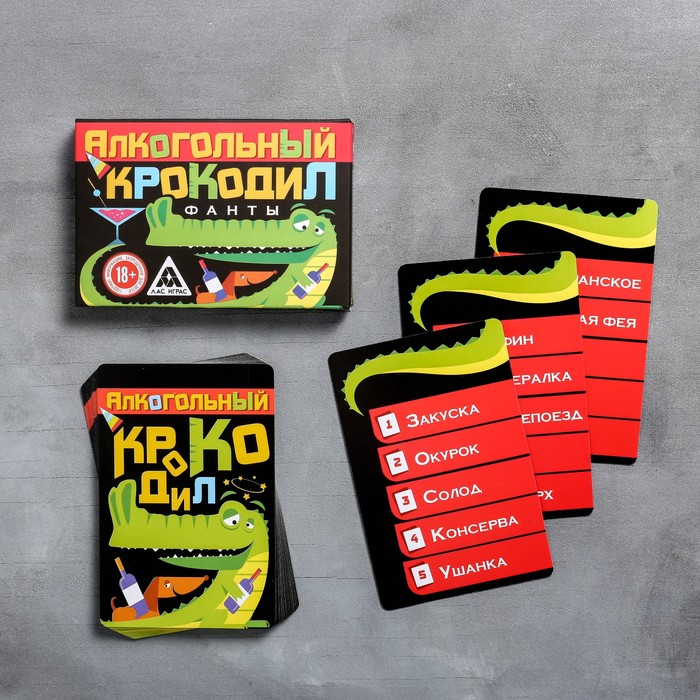 Алкогольный
Крокодил
ФАНТЫ
18+
ЛАС ИГРАС
Алкогольный
Крокодил
1 Закуска
2 Окурок
3 Солод
4 Консерва
5 Ушанка